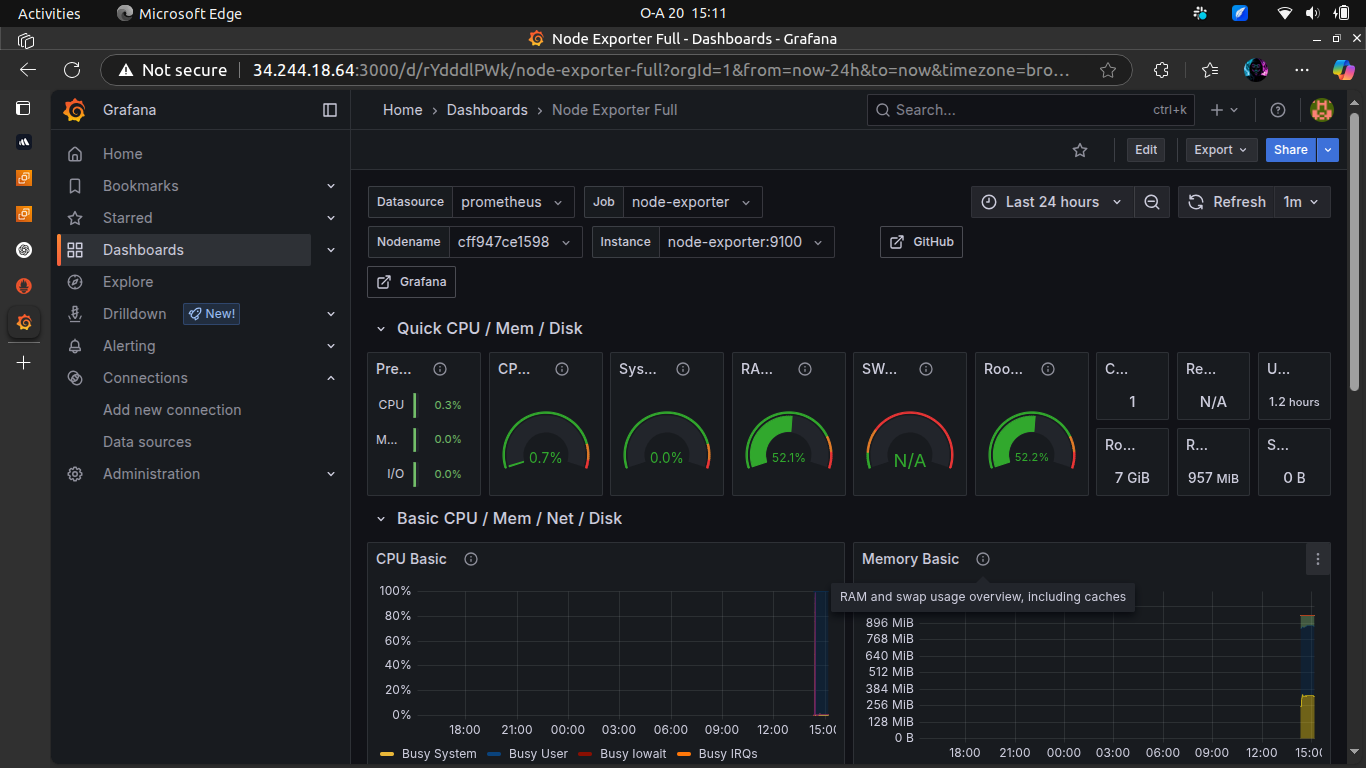 Activities Microsoft Edge O-A 20 15:11
Node Exporter Full - Dashboards - Grafana
Not secure 34.244.18.64:3000/d/rYdddlPWk/node-exporter-full?orgId=1&from=now-24h&to=now&timezone=bro...
Grafana
Home › Dashboards › Node Exporter Full
Search... ctrl+k
Edit Export Share
Home
Bookmarks
Starred
Dashboards
Explore
Drilldown New!
Alerting
Connections
Add new connection
Data sources
Administration
Datasource prometheus Job node-exporter
Last 24 hours Refresh 1m
Nodename cff947ce1598 Instance node-exporter:9100 GitHub
Grafana
Quick CPU / Mem / Disk
Pre...
CPU 0.3%
M... 0.0%
I/O 0.0%
CP...
0.7%
Sys...
0.0%
RA...
52.1%
SW...
N/A
Roo...
52.2%
C...
1
Re...
N/A
U...
1.2 hours
Ro...
7 GiB
R...
957 MiB
S...
0 B
Basic CPU / Mem / Net / Disk
CPU Basic
100%
80%
60%
40%
20%
0%
18:00 21:00 00:00 03:00 06:00 09:00 12:00 15:00
Busy System Busy User Busy Iowait Busy IRQs
Memory Basic
RAM and swap usage overview, including caches
896 MiB
768 MiB
640 MiB
512 MiB
384 MiB
256 MiB
128 MiB
0 B
18:00 21:00 00:00 03:00 06:00 09:00 12:00 15:00